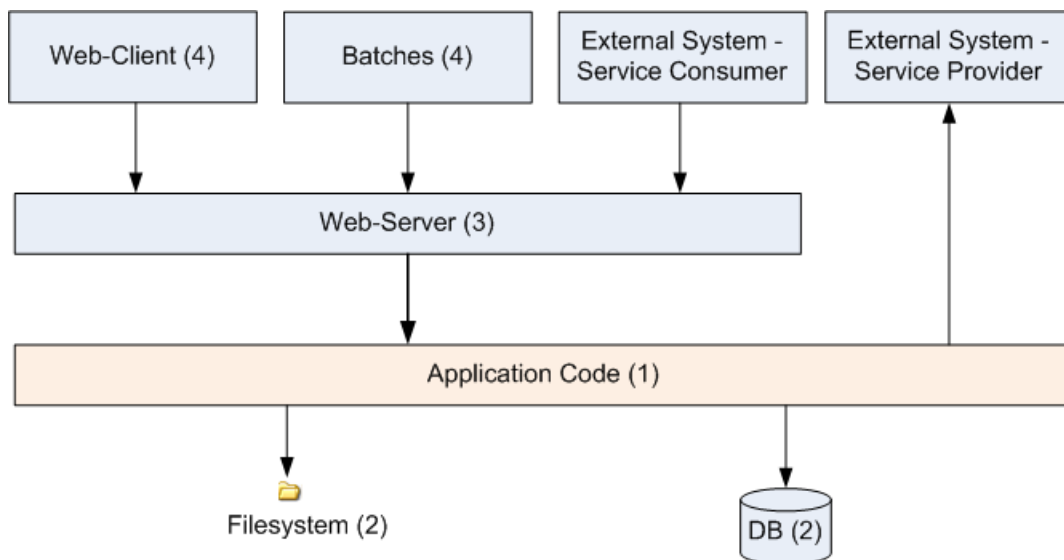 Web-Client (4)
Batches (4)
External System -
Service Consumer
External System -
Service Provider
Web-Server (3)
Application Code (1)
Filesystem (2)
DB (2)